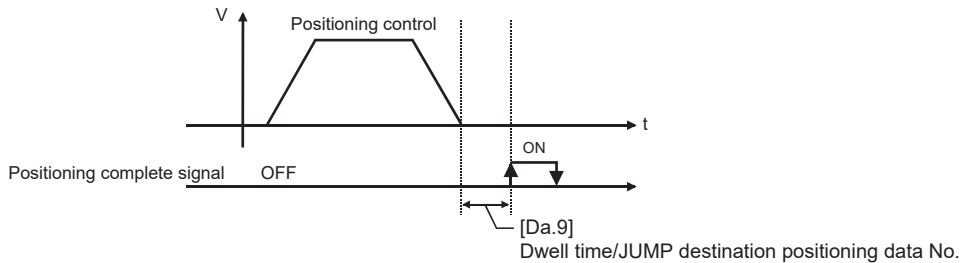 V
Positioning control
t
ON
Positioning complete signal OFF
[Da.9]
Dwell time/JUMP destination positioning data No.